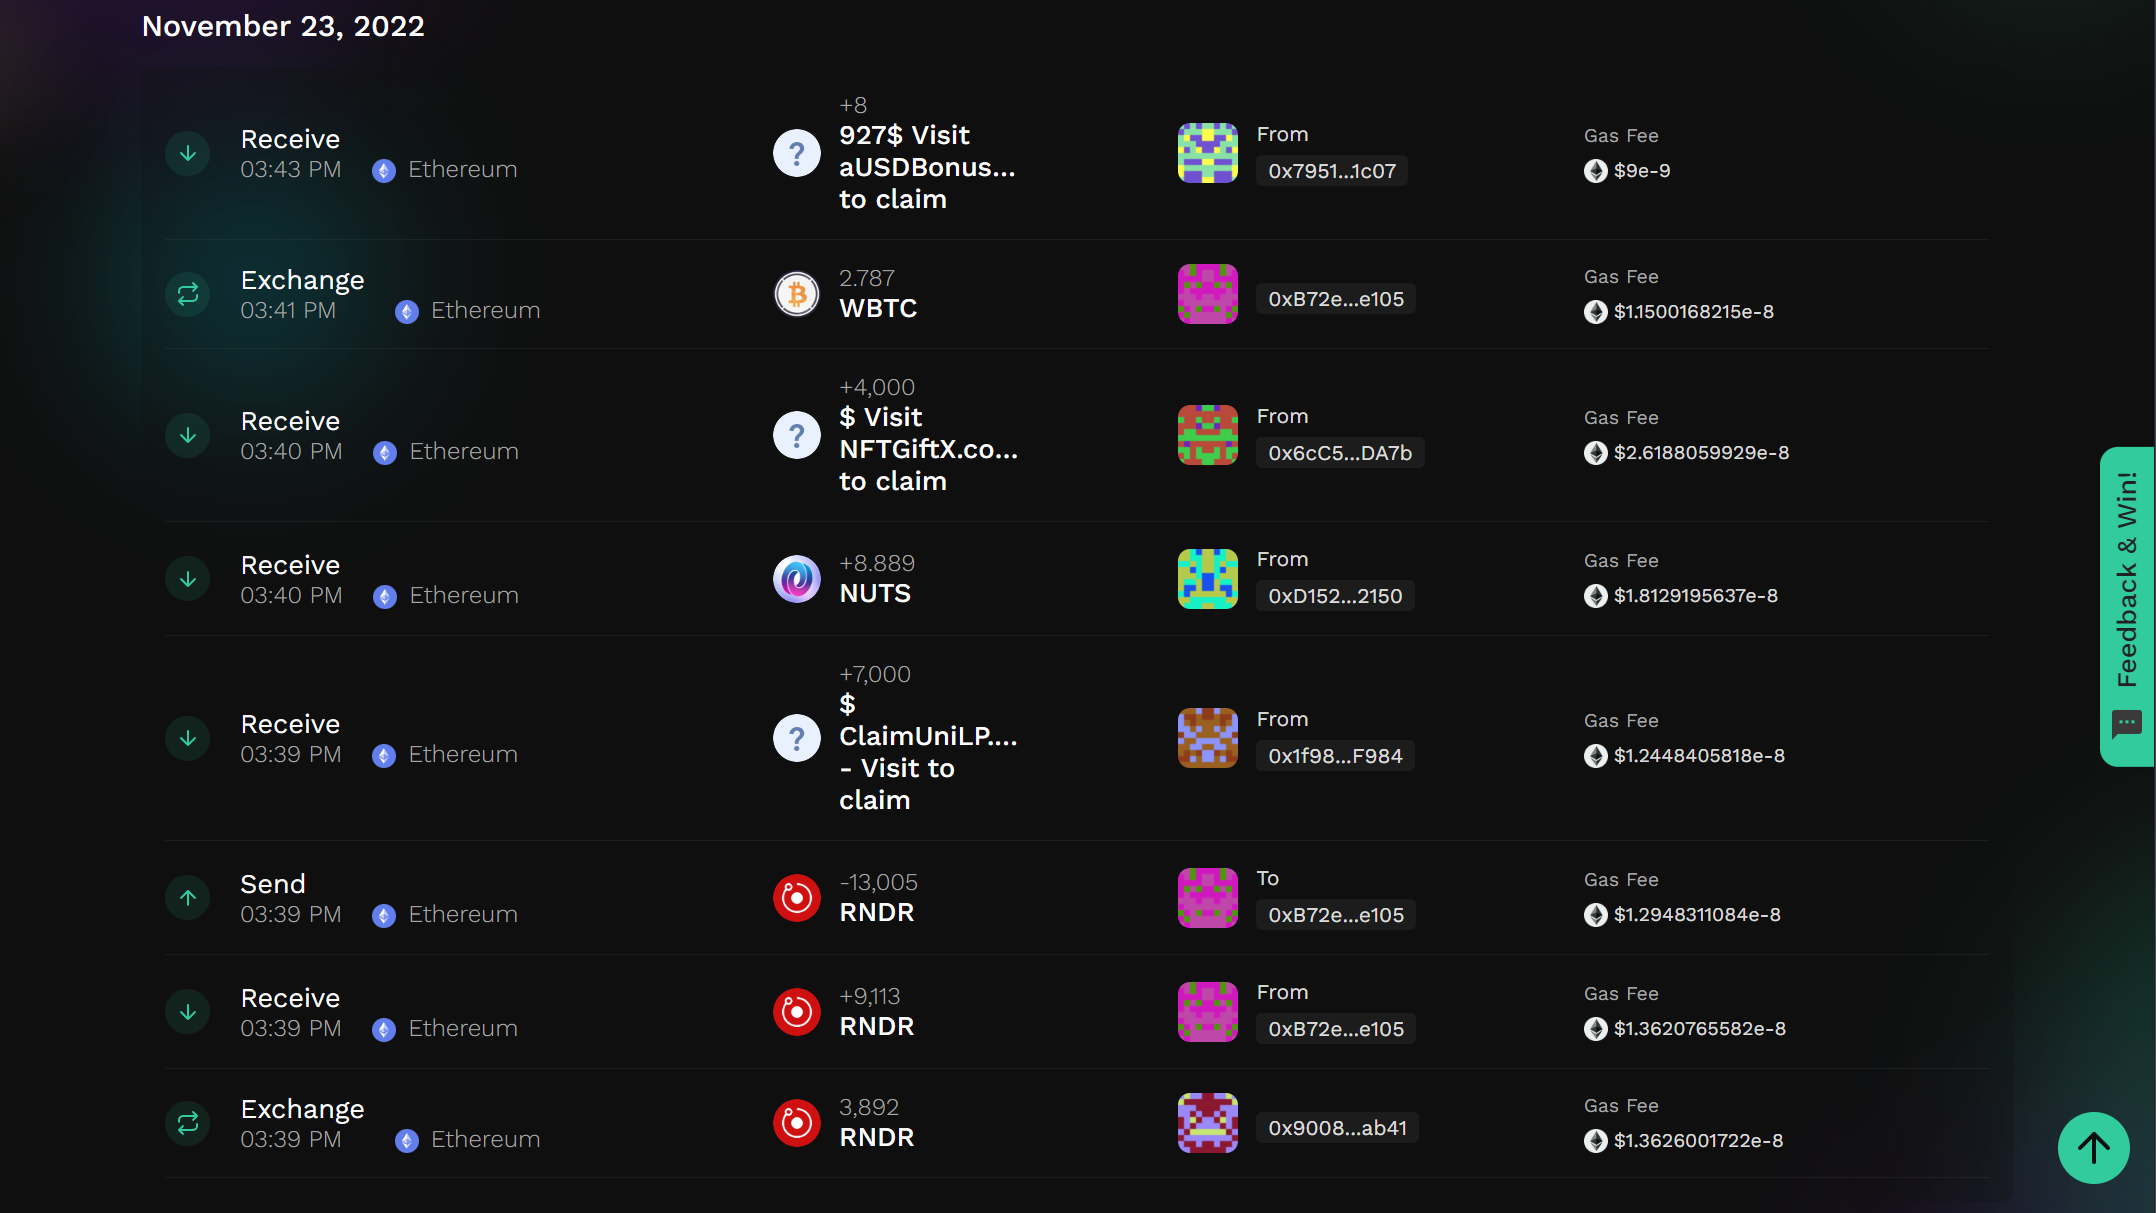 November 23, 2022
Receive
03:43 PM Ethereum
+8
927$ Visit
aUSDBonus...
to claim
From
0x7951...1c07
Gas Fee
$9e-9
Exchange
03:41 PM Ethereum
2.787
WBTC
0xB72e...e105
Gas Fee
$1.1500168215e-8
Receive
03:40 PM Ethereum
+4,000
$ Visit
NFTGiftX.co...
to claim
From
0x6cC5...DA7b
Gas Fee
$2.6188059929e-8
Receive
03:40 PM Ethereum
+8.889
NUTS
From
0xD152...2150
Gas Fee
$1.8129195637e-8
Receive
03:39 PM Ethereum
+7,000
$
ClaimUniLP....
- Visit to
claim
From
0x1f98...F984
Gas Fee
$1.2448405818e-8
Send
03:39 PM Ethereum
-13,005
RNDR
To
0xB72e...e105
Gas Fee
$1.2948311084e-8
Receive
03:39 PM Ethereum
+9,113
RNDR
From
0xB72e...e105
Gas Fee
$1.3620765582e-8
Exchange
03:39 PM Ethereum
3,892
RNDR
0x9008...ab41
Gas Fee
$1.3626001722e-8
Feedback & Win!